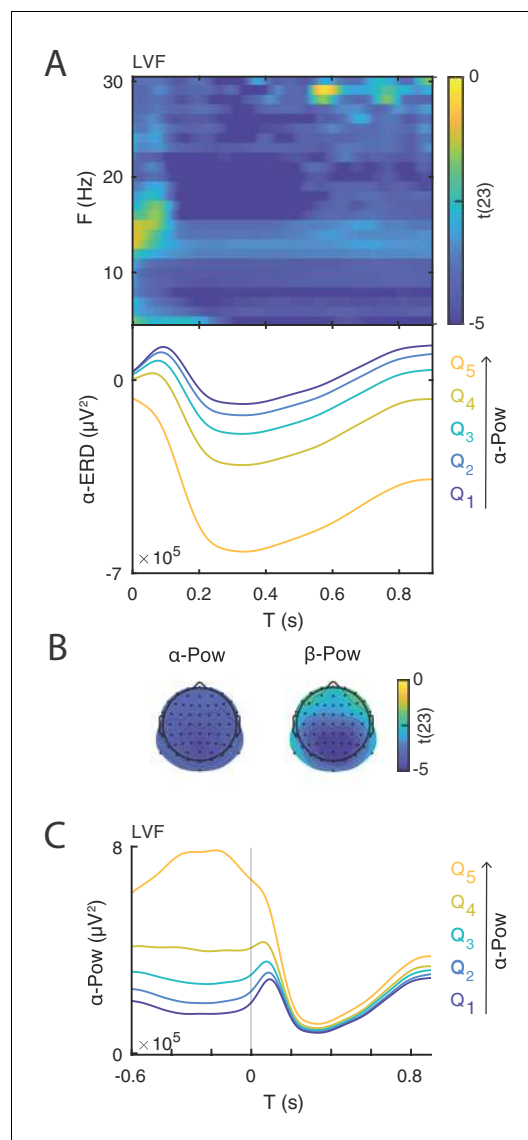 A
LVF
30
20
10
F (Hz)
0
t(23)
-5
0
-7
α-ERD (μV²)
×10⁵
0
0.2
0.4
0.6
0.8
T (s)
Q₅
Q₄
Q₃
Q₂
Q₁
α-Pow
B
α-Pow
β-Pow
0
t(23)
-5
C
LVF
8
0
α-Pow (μV²)
×10⁵
-0.6
0
0.8
T (s)
Q₅
Q₄
Q₃
Q₂
Q₁
α-Pow